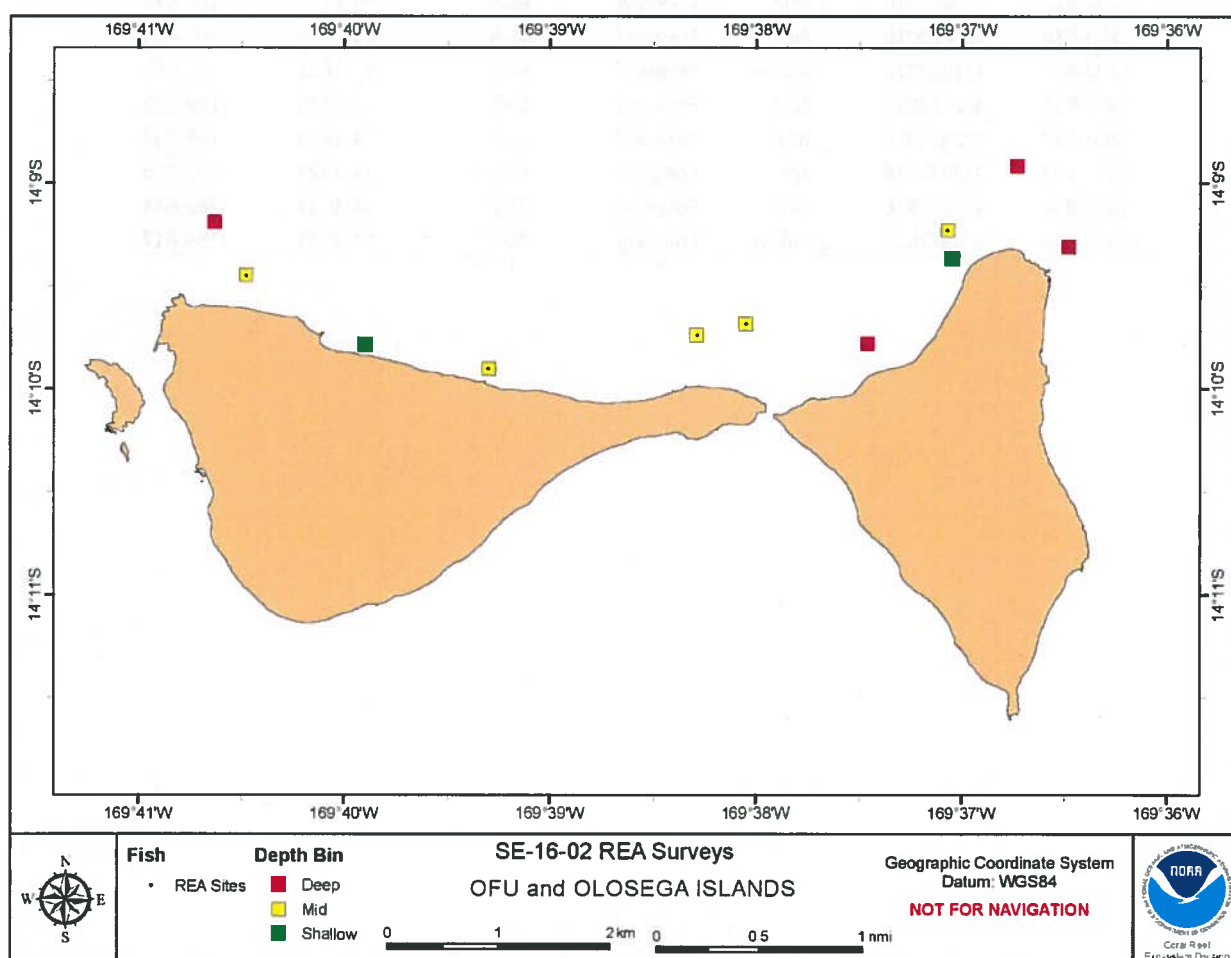 169°41'W 169°40'W 169°39'W 169°38'W 169°37'W 169°36'W
14°9'S 14°9'S
14°10'S 14°10'S
14°11'S 14°11'S
169°41'W 169°40'W 169°39'W 169°38'W 169°37'W 169°36'W
N
W E
S
Fish
REA Sites
Depth Bin
Deep
Mid
Shallow
SE-16-02 REA Surveys
OFU and OLOSEGA ISLANDS
0 1 2 km
0 0 5 1 nmi
Geographic Coordinate System
Datum: WGS84
NOT FOR NAVIGATION
NOAA
Coral Reef
Ecosystem Division